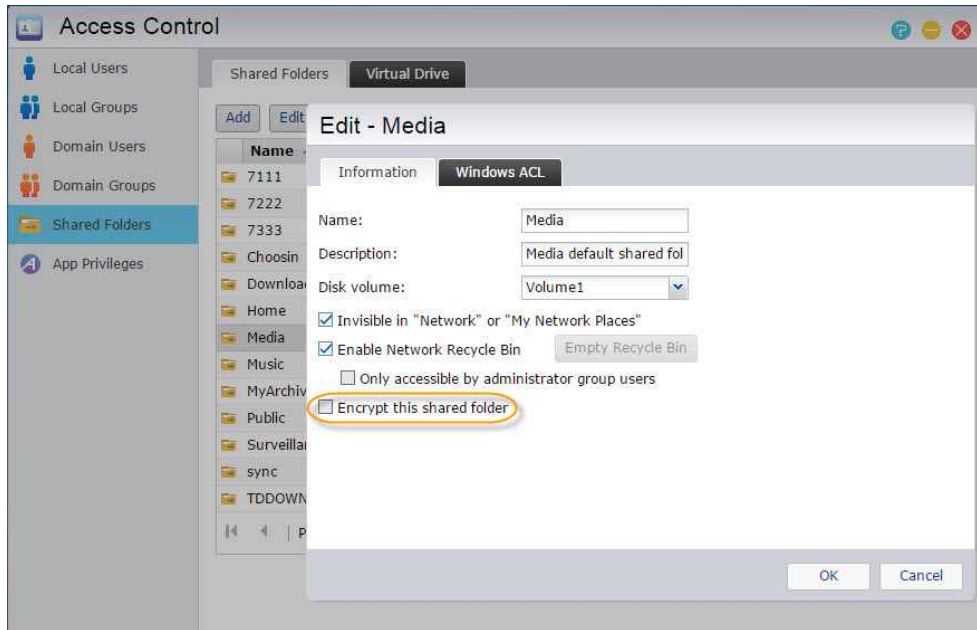 Access Control
Local Users
Local Groups
Domain Users
Domain Groups
Shared Folders
App Privileges
Shared Folders
Virtual Drive
Add
Edit
Name
7111
7222
7333
Choosin
Downloa
Home
Media
Music
MyArchiv
Public
Surveilla
sync
TDDOWN
P
Edit - Media
Information
Windows ACL
Name:
Media
Description:
Media default shared fol
Disk volume:
Volume1
Invisible in "Network" or "My Network Places"
Enable Network Recycle Bin
Empty Recycle Bin
Only accessible by administrator group users
Encrypt this shared folder
OK
Cancel